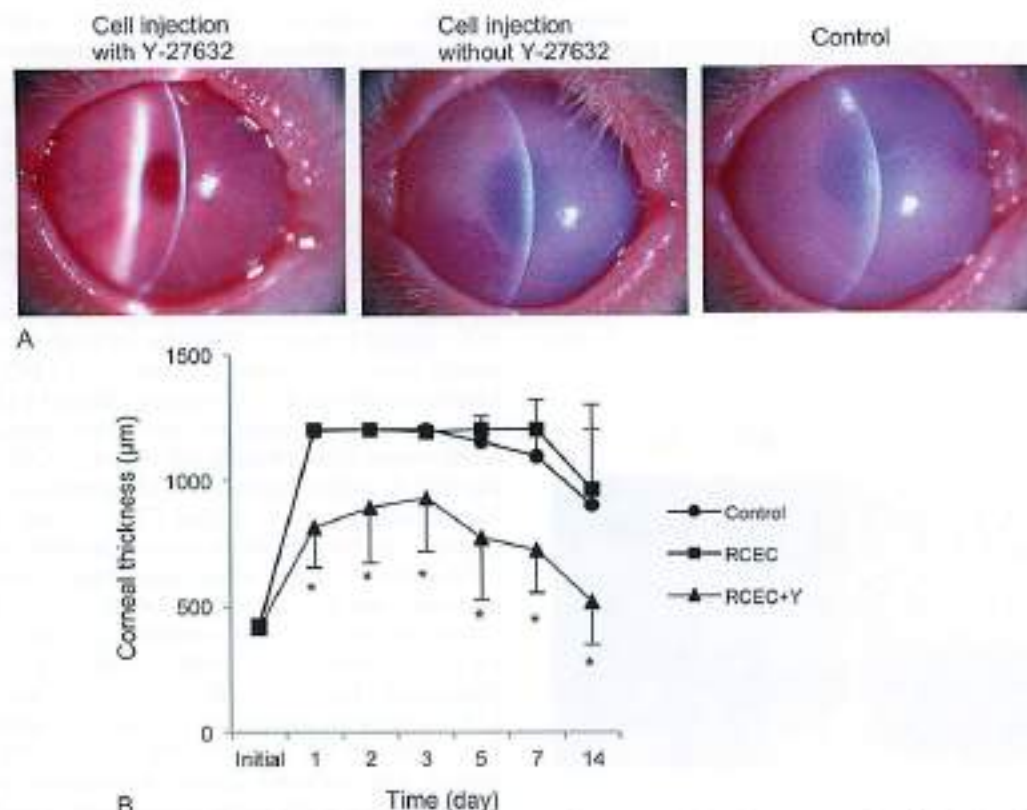 Cell injection
with Y-27632
Cell injection
without Y-27632
Control
A
1500
1000
500
0
Corneal thickness (µm)
Initial 1 2 3 5 7 14
Time (day)
Control
RCEC
RCEC+Y
*
*
*
*
*
*
B